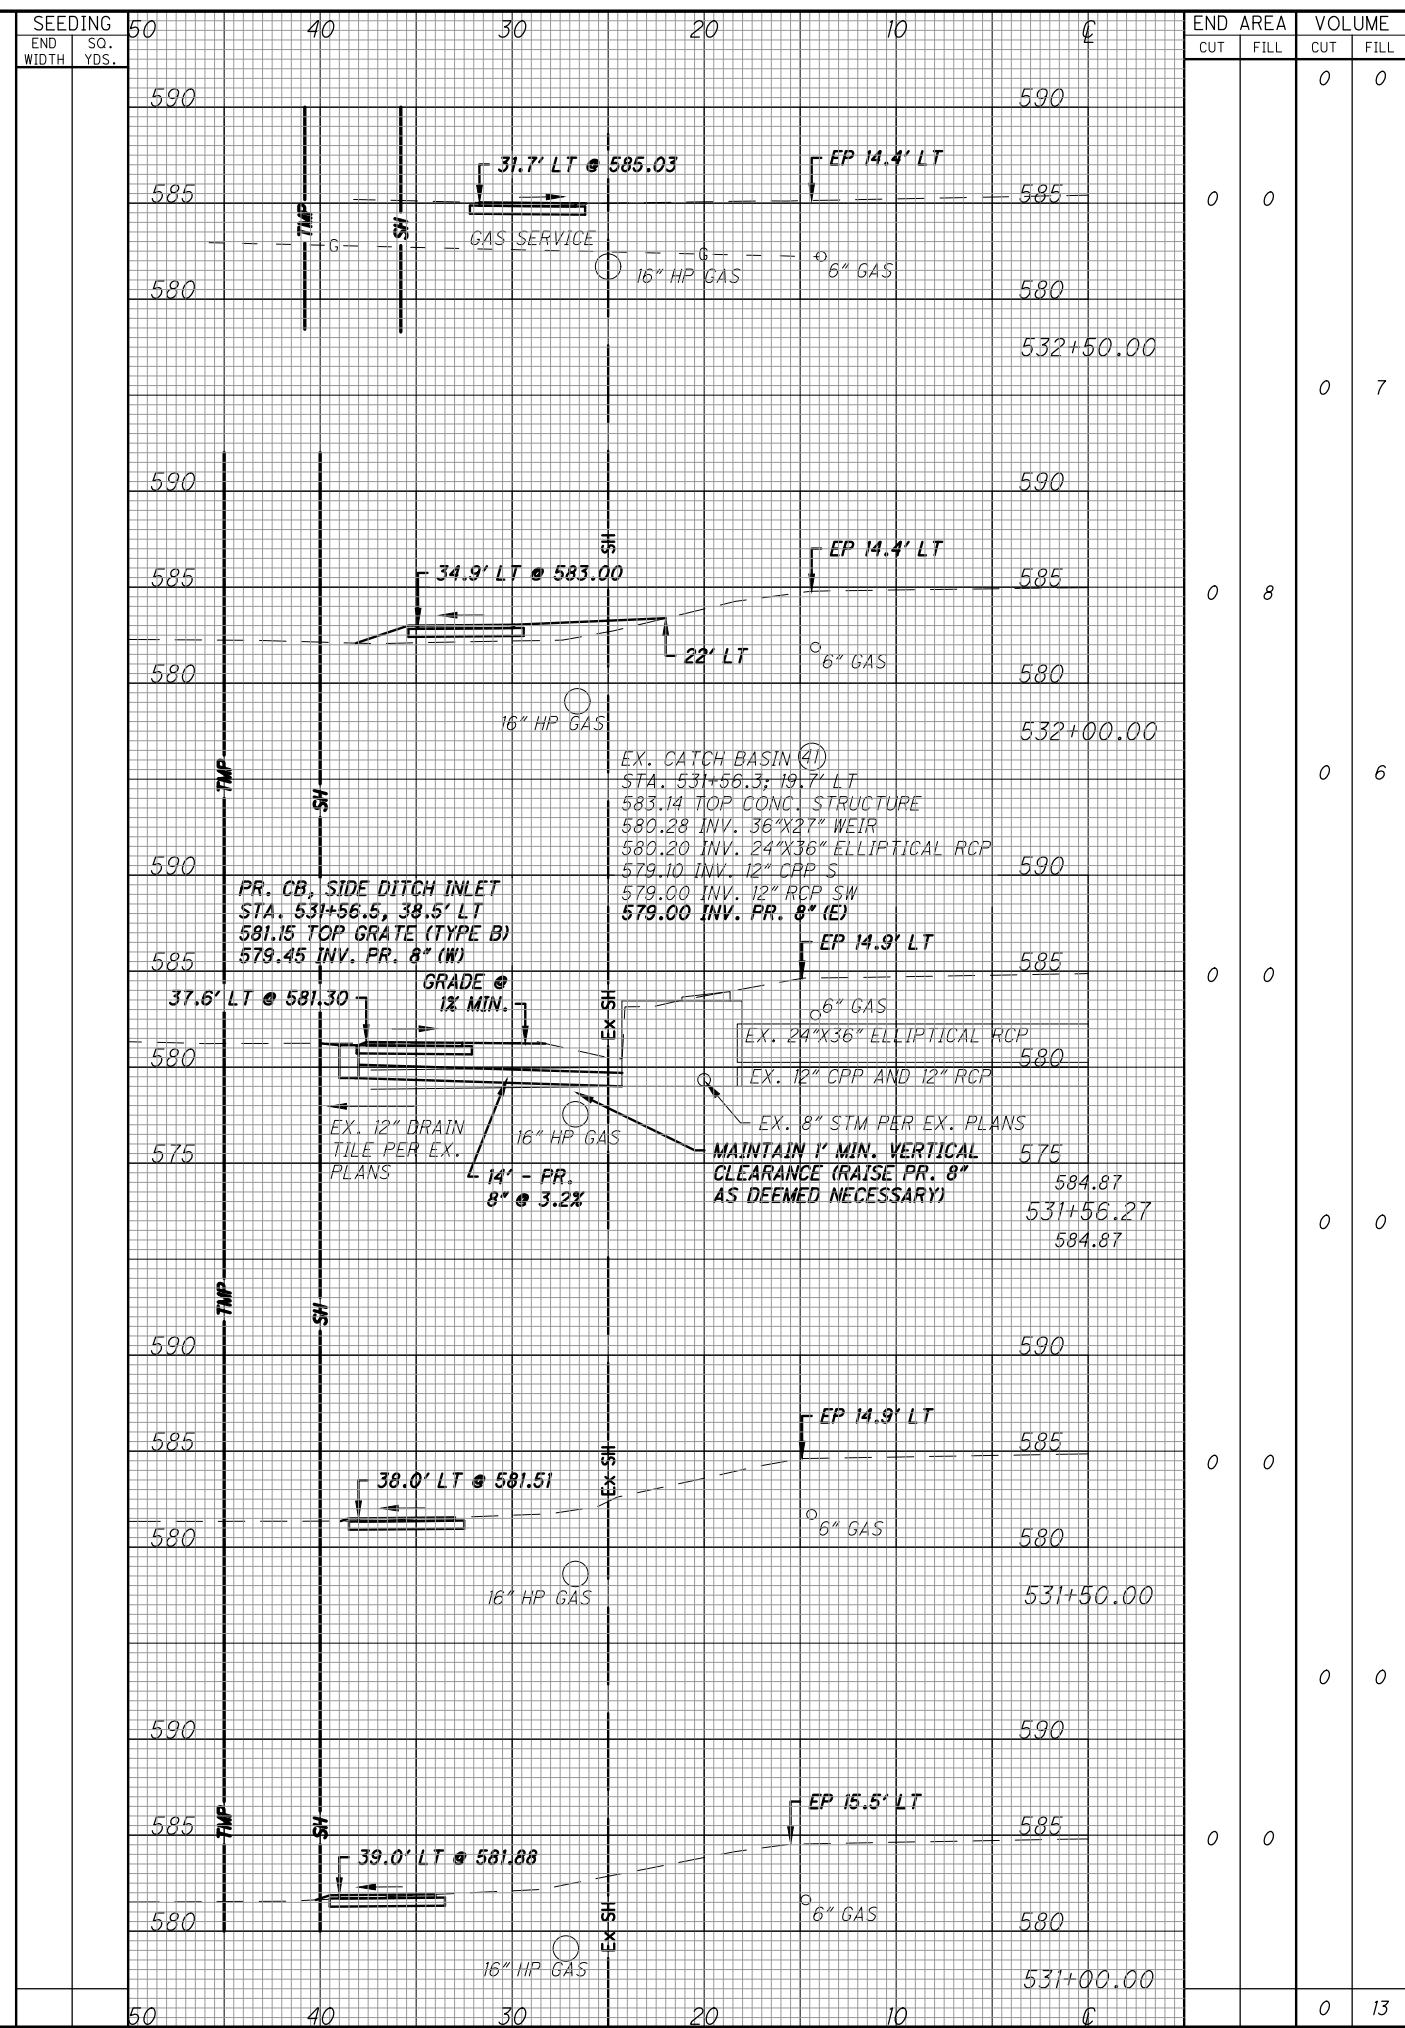 SEEDING
END WIDTH
SQ. YDS.
50 40 30 20 10 ℄
END AREA
VOLUME
CUT FILL CUT FILL
0 0
590 590
31.7' LT @ 585.03
EP 14.4' LT
585 585
0 0
TMP
SH
G
GAS SERVICE
G
16" HP GAS
6" GAS
580 580
532+50.00
0 7
590 590
SH
EP 14.4' LT
34.9' LT @ 583.00
585 585
0 8
22' LT
6" GAS
580 580
16" HP GAS
532+00.00
EX. CATCH BASIN 41
STA. 531+56.3; 19.7' LT
583.14 TOP CONC. STRUCTURE
580.28 INV. 36"X27" WEIR
580.20 INV. 24"X36" ELLIPTICAL RCP
579.10 INV. 12" CPP S
579.00 INV. 12" RCP SW
579.00 INV. PR. 8" (E)
0 6
TMP
SH
590 590
PR. CB, SIDE DITCH INLET
STA. 531+56.5, 38.5' LT
581.15 TOP GRATE (TYPE B)
579.45 INV. PR. 8" (W)
EP 14.9' LT
585 585
0 0
GRADE @
1% MIN.
37.6' LT @ 581.30
Ex SH
6" GAS
EX. 24"X36" ELLIPTICAL RCP
580 580
EX. 12" CPP AND 12" RCP
EX. 12" DRAIN
TILE PER EX.
PLANS
16" HP GAS
EX. 8" STM PER EX. PLANS
MAINTAIN 1' MIN. VERTICAL
CLEARANCE (RAISE PR. 8"
AS DEEMED NECESSARY)
575 575
14' - PR.
8" @ 3.2%
584.87
531+56.27
584.87
0 0
TMP
SH
590 590
EP 14.9' LT
585 585
0 0
Ex SH
38.0' LT @ 581.51
6" GAS
580 580
16" HP GAS
531+50.00
0 0
590 590
EP 15.5' LT
585 585
TMP
SH
0 0
39.0' LT @ 581.88
Ex SH
6" GAS
580 580
16" HP GAS
531+00.00
50 40 30 20 10 ℄
0 13